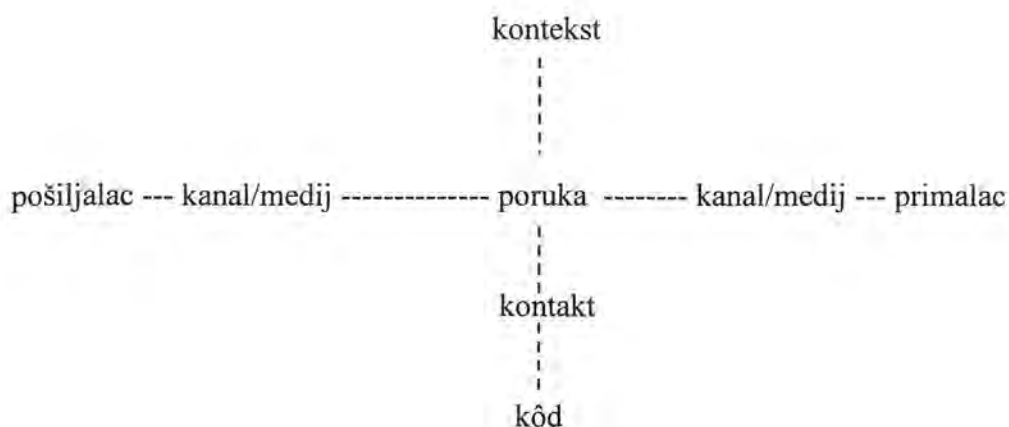 kontekst
pošiljalac --- kanal/medij -------------- poruka -------- kanal/medij --- primalac
kontakt
kôd